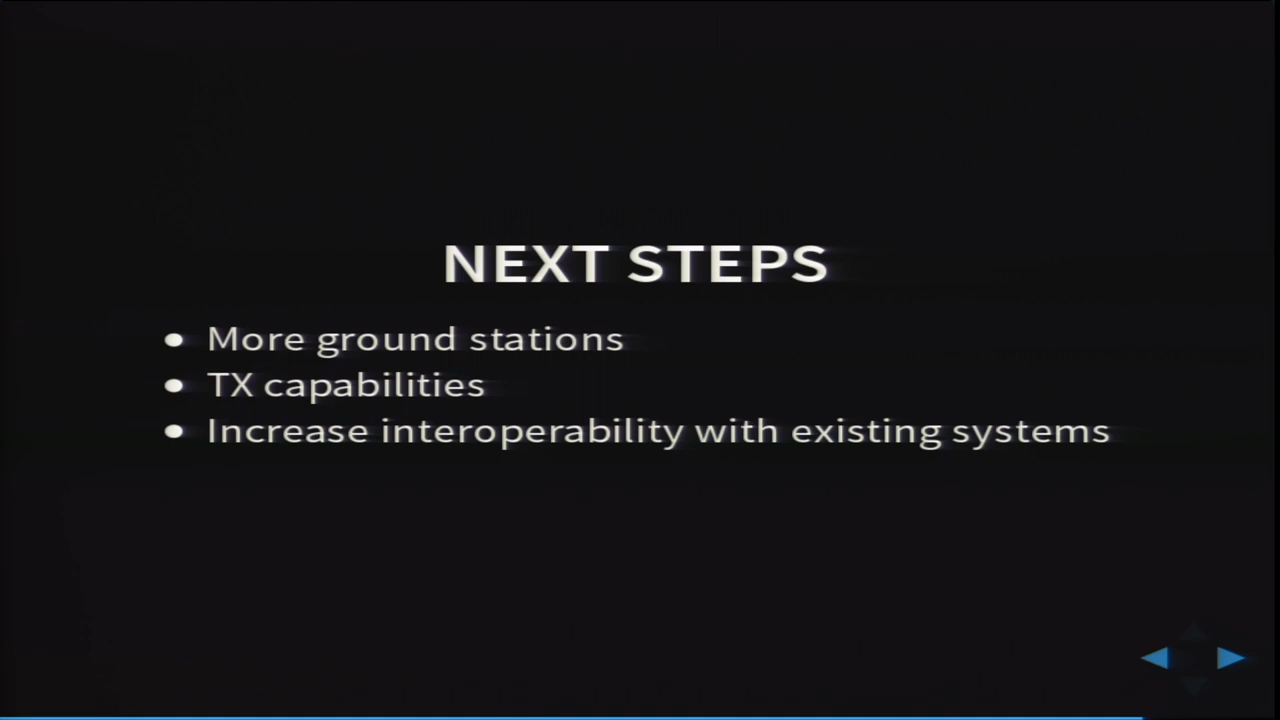 NEXT STEPS
• More ground stations
• TX capabilities
• Increase interoperability with existing systems